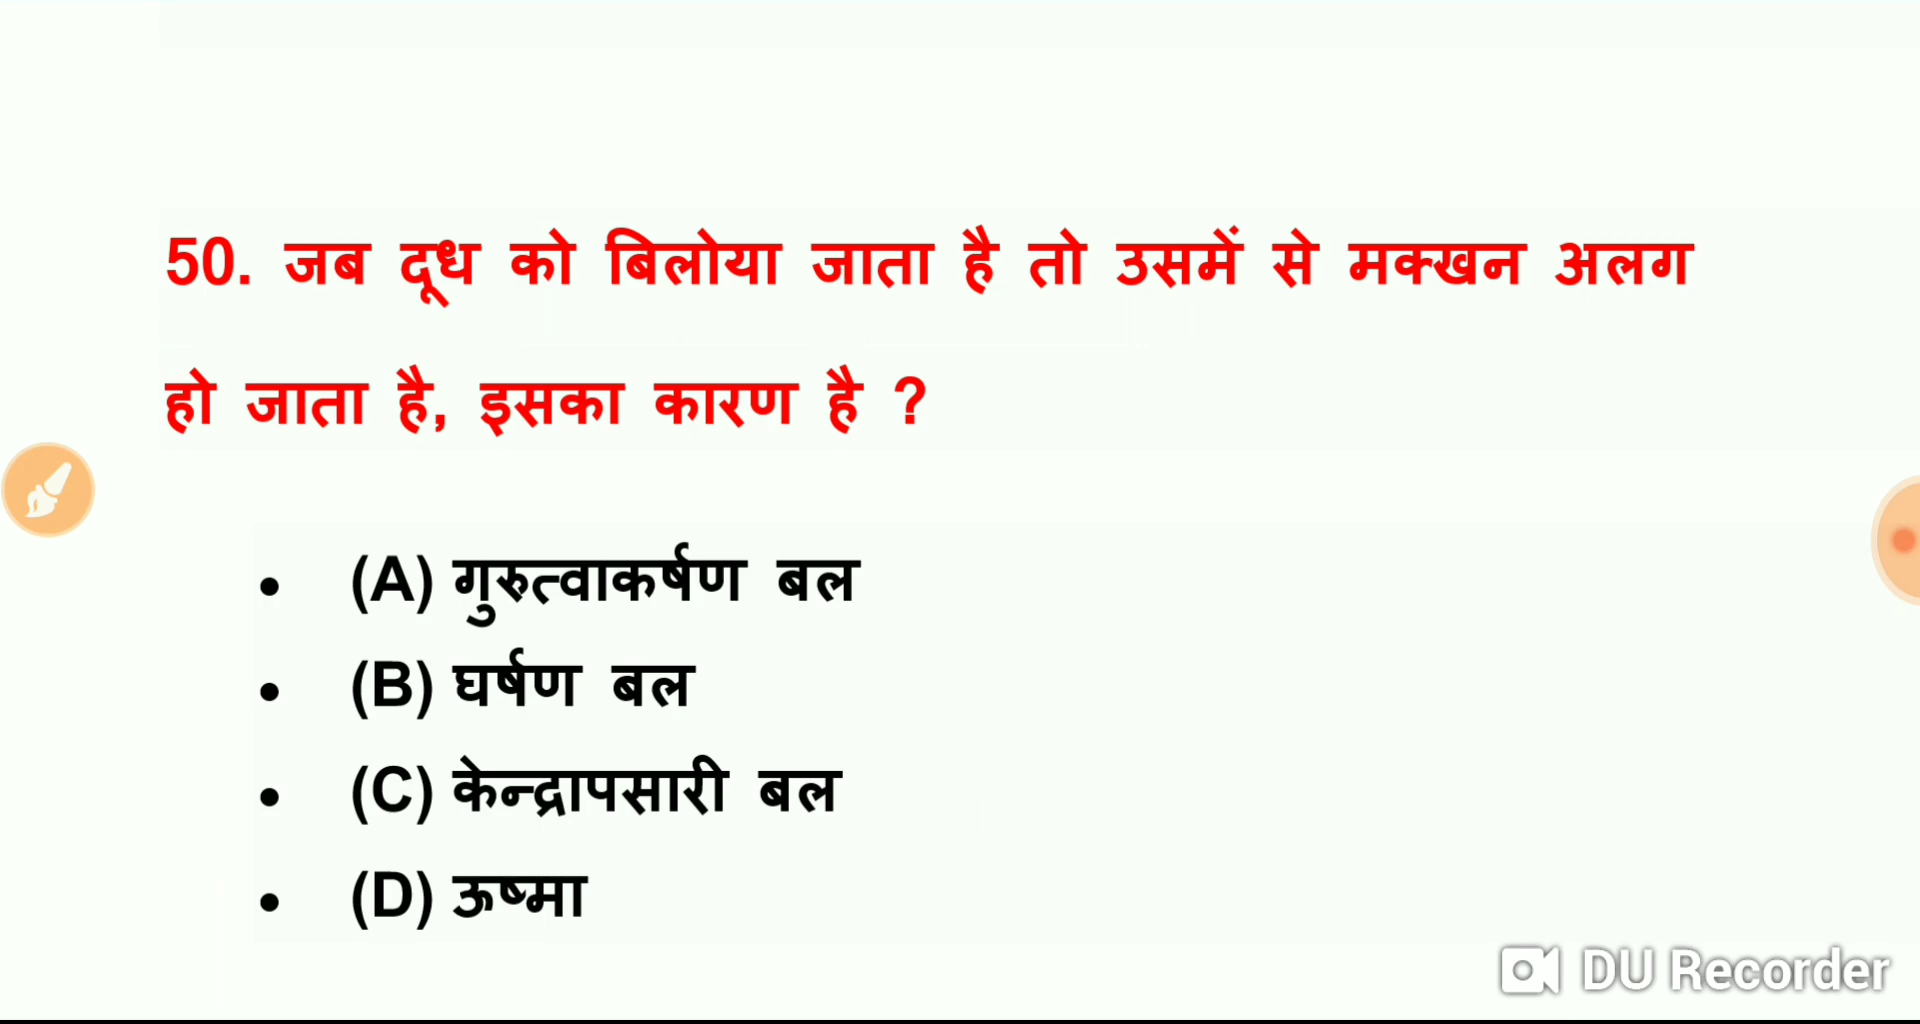 50. जब दूध को बिलोया जाता है तो उसमें से मक्खन अलग
हो जाता है, इसका कारण है ?
• (A) गुरुत्वाकर्षण बल
• (B) घर्षण बल
• (C) केन्द्रापसारी बल
• (D) ऊष्मा
DU Recorder